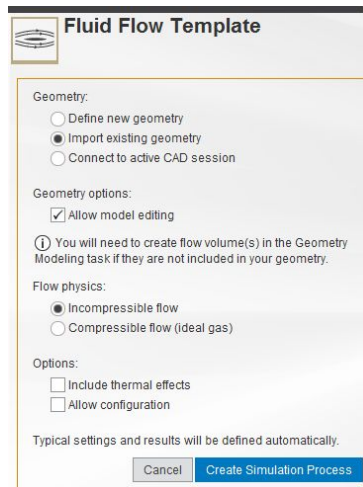 Fluid Flow Template
Geometry:
Define new geometry
Import existing geometry
Connect to active CAD session
Geometry options:
Allow model editing
You will need to create flow volume(s) in the Geometry
Modeling task if they are not included in your geometry.
Flow physics:
Incompressible flow
Compressible flow (ideal gas)
Options:
Include thermal effects
Allow configuration
Typical settings and results will be defined automatically.
Cancel
Create Simulation Process